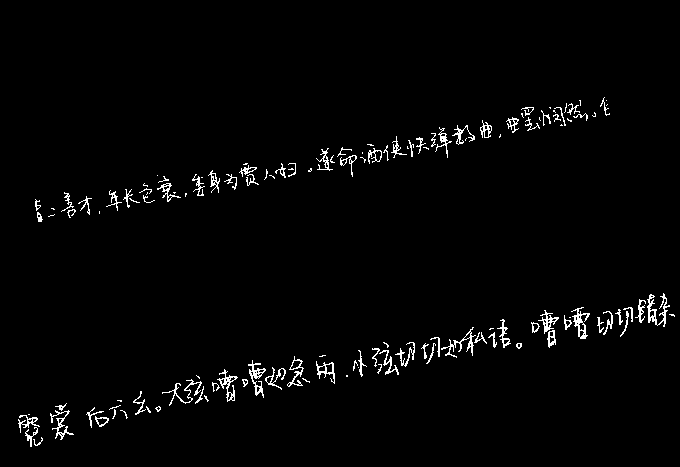 善才,年长色衰,委身为贾人妇。遂命酒使快弹数曲,曲罢悯然。
霓裳后六幺。大弦嘈嘈如急雨,小弦切切如私语。嘈嘈切切错杂